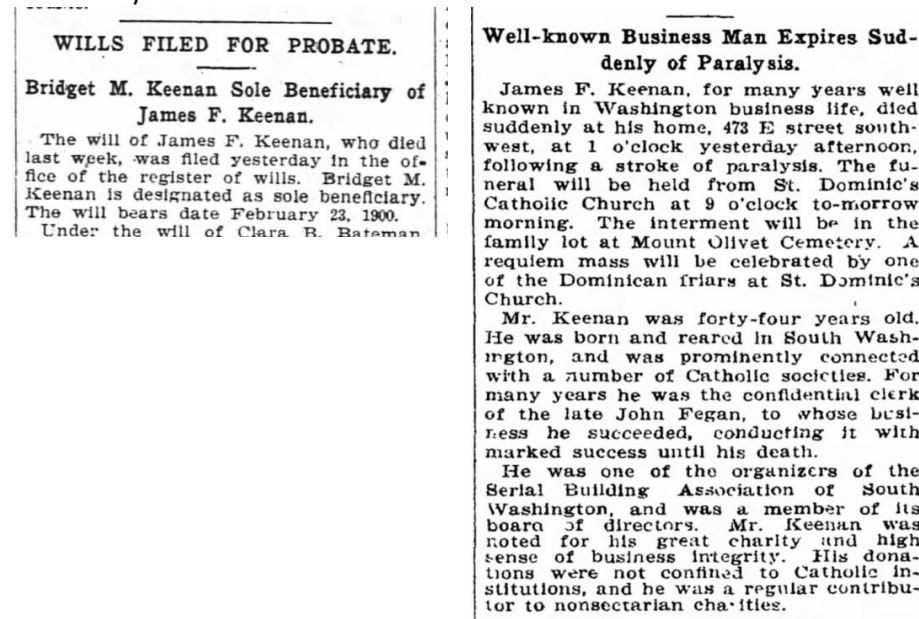 WILLS FILED FOR PROBATE.
Bridget M. Keenan Sole Beneficiary of
James F. Keenan.
The will of James F. Keenan, who died
last week, was filed yesterday in the of-
fice of the register of wills. Bridget M.
Keenan is designated as sole beneficiary.
The will bears date February 23, 1900.
Under the will of Clara B. Bateman
Well-known Business Man Expires Sud-
denly of Paralysis.
James F. Keenan, for many years well
known in Washington business life, died
suddenly at his home, 473 E street south-
west, at 1 o'clock yesterday afternoon,
following a stroke of paralysis. The fu-
neral will be held from St. Dominic's
Catholic Church at 9 o'clock to-morrow
morning. The interment will be in the
family lot at Mount Olivet Cemetery. A
requiem mass will be celebrated by one
of the Dominican friars at St. Dominic's
Church.
Mr. Keenan was forty-four years old.
He was born and reared in South Wash-
ington, and was prominently connected
with a number of Catholic societies. For
many years he was the confidential clerk
of the late John Fegan, to whose busi-
ness he succeeded, conducting it with
marked success until his death.
He was one of the organizers of the
Serial Building Association of South
Washington, and was a member of its
board of directors. Mr. Keenan was
noted for his great charity and high
sense of business integrity. His dona-
tions were not confined to Catholic in-
stitutions, and he was a regular contribu-
tor to nonsectarian charities.